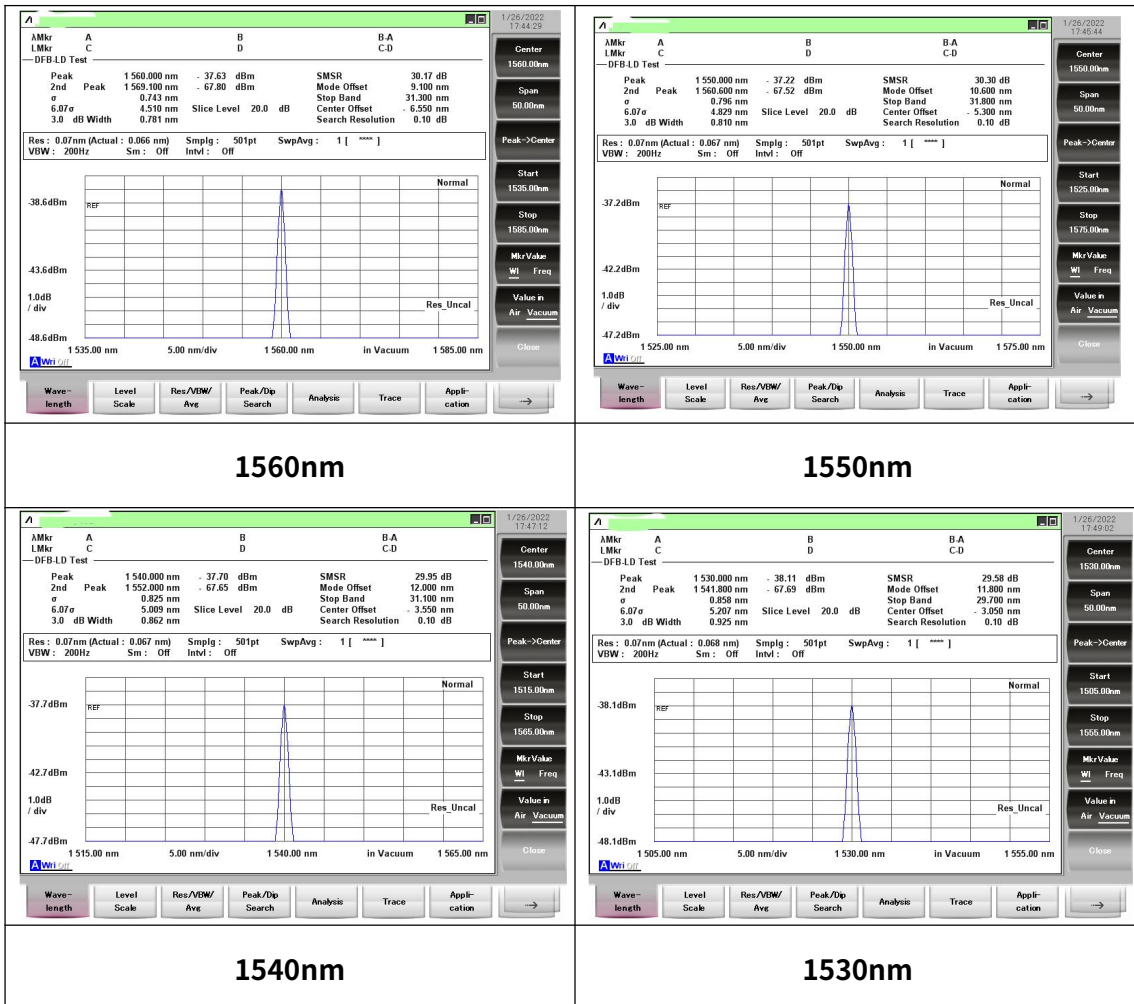 1/26/2022
17:44:29
λMkr A B B-A
LMkr C D C-D
DFB-LD Test
Peak 1 560.000 nm - 37.63 dBm SMSR 30.17 dB
2nd Peak 1 569.100 nm - 67.80 dBm Mode Offset 9.100 nm
σ 0.743 nm Stop Band 31.300 nm
6.07σ 4.510 nm Slice Level 20.0 dB Center Offset - 6.550 nm
3.0 dB Width 0.781 nm Search Resolution 0.10 dB
Res : 0.07nm (Actual : 0.066 nm) Smplg : 501pt SwpAvg : 1 [ **** ]
VBW : 200Hz Sm : Off Intvl : Off
Normal
-38.6dBm
REF
-43.6dBm
1.0dB
/ div
Res_Uncal
-48.6dBm
1 535.00 nm 5.00 nm/div 1 560.00 nm in Vacuum 1 585.00 nm
A Wri Off
Center
1560.00nm
Span
50.00nm
Peak->Center
Start
1535.00nm
Stop
1585.00nm
MkrValue
Wl Freq
Value in
Air Vacuum
Close
Wave-
length
Level
Scale
Res/VBW/
Avg
Peak/Dip
Search
Analysis
Trace
Appli-
cation
1560nm
1/26/2022
17:45:44
λMkr A B B-A
LMkr C D C-D
DFB-LD Test
Peak 1 550.000 nm - 37.22 dBm SMSR 30.30 dB
2nd Peak 1 560.600 nm - 67.52 dBm Mode Offset 10.600 nm
σ 0.796 nm Stop Band 31.800 nm
6.07σ 4.829 nm Slice Level 20.0 dB Center Offset - 5.300 nm
3.0 dB Width 0.810 nm Search Resolution 0.10 dB
Res : 0.07nm (Actual : 0.067 nm) Smplg : 501pt SwpAvg : 1 [ **** ]
VBW : 200Hz Sm : Off Intvl : Off
Normal
-37.2dBm
REF
-42.2dBm
1.0dB
/ div
Res_Uncal
-47.2dBm
1 525.00 nm 5.00 nm/div 1 550.00 nm in Vacuum 1 575.00 nm
A Wri Off
Center
1550.00nm
Span
50.00nm
Peak->Center
Start
1525.00nm
Stop
1575.00nm
MkrValue
Wl Freq
Value in
Air Vacuum
Close
Wave-
length
Level
Scale
Res/VBW/
Avg
Peak/Dip
Search
Analysis
Trace
Appli-
cation
1550nm
1/26/2022
17:47:12
λMkr A B B-A
LMkr C D C-D
DFB-LD Test
Peak 1 540.000 nm - 37.70 dBm SMSR 29.95 dB
2nd Peak 1 552.000 nm - 67.65 dBm Mode Offset 12.000 nm
σ 0.825 nm Stop Band 31.100 nm
6.07σ 5.009 nm Slice Level 20.0 dB Center Offset - 3.550 nm
3.0 dB Width 0.862 nm Search Resolution 0.10 dB
Res : 0.07nm (Actual : 0.067 nm) Smplg : 501pt SwpAvg : 1 [ **** ]
VBW : 200Hz Sm : Off Intvl : Off
Normal
-37.7dBm
REF
-42.7dBm
1.0dB
/ div
Res_Uncal
-47.7dBm
1 515.00 nm 5.00 nm/div 1 540.00 nm in Vacuum 1 565.00 nm
A Wri Off
Center
1540.00nm
Span
50.00nm
Peak->Center
Start
1515.00nm
Stop
1565.00nm
MkrValue
Wl Freq
Value in
Air Vacuum
Close
Wave-
length
Level
Scale
Res/VBW/
Avg
Peak/Dip
Search
Analysis
Trace
Appli-
cation
1540nm
1/26/2022
17:49:02
λMkr A B B-A
LMkr C D C-D
DFB-LD Test
Peak 1 530.000 nm - 38.11 dBm SMSR 29.58 dB
2nd Peak 1 541.800 nm - 67.69 dBm Mode Offset 11.800 nm
σ 0.858 nm Stop Band 29.700 nm
6.07σ 5.207 nm Slice Level 20.0 dB Center Offset - 3.050 nm
3.0 dB Width 0.925 nm Search Resolution 0.10 dB
Res : 0.07nm (Actual : 0.068 nm) Smplg : 501pt SwpAvg : 1 [ **** ]
VBW : 200Hz Sm : Off Intvl : Off
Normal
-38.1dBm
REF
-43.1dBm
1.0dB
/ div
Res_Uncal
-48.1dBm
1 505.00 nm 5.00 nm/div 1 530.00 nm in Vacuum 1 555.00 nm
A Wri Off
Center
1530.00nm
Span
50.00nm
Peak->Center
Start
1505.00nm
Stop
1555.00nm
MkrValue
Wl Freq
Value in
Air Vacuum
Close
Wave-
length
Level
Scale
Res/VBW/
Avg
Peak/Dip
Search
Analysis
Trace
Appli-
cation
1530nm